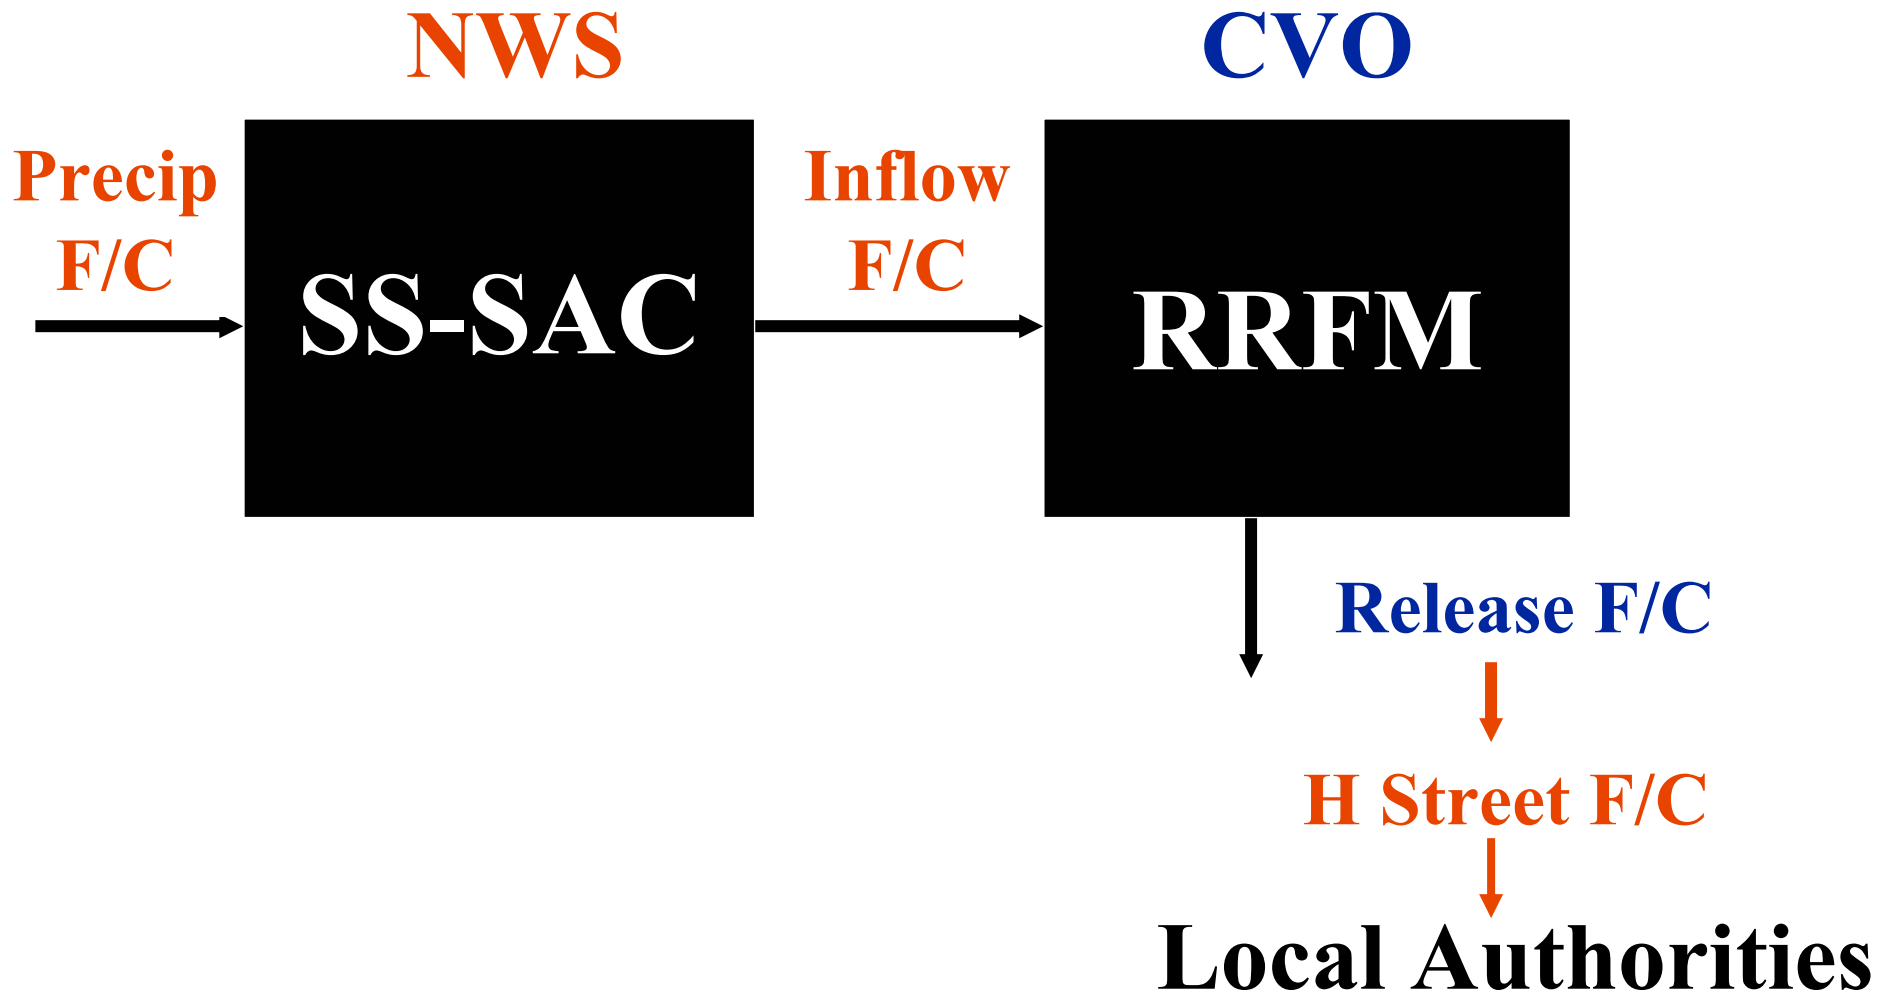 NWS
CVO
Precip
F/C
SS-SAC
Inflow
F/C
RRFM
Release F/C
H Street F/C
Local Authorities